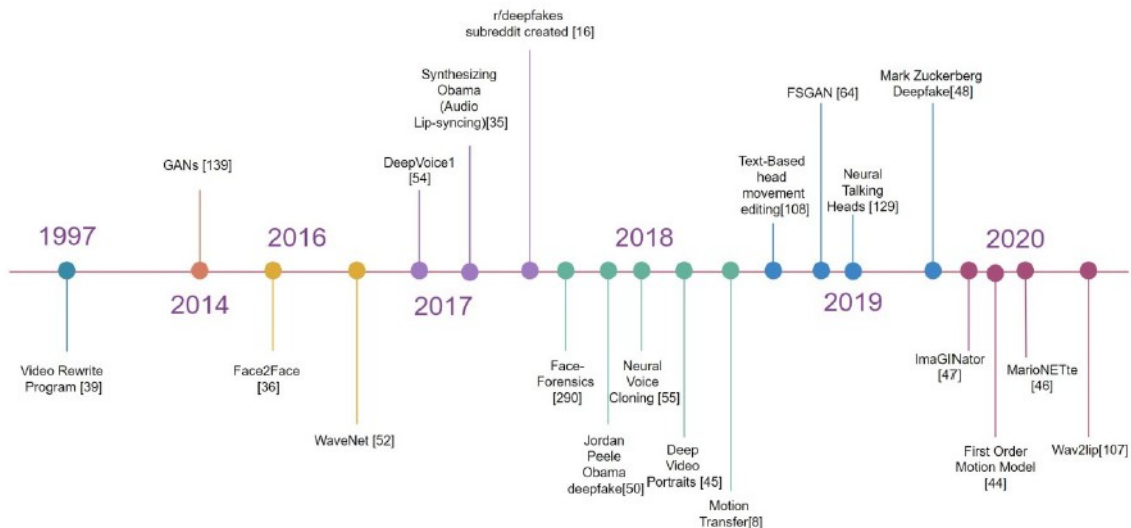 r/deepfakes
subreddit created [16]
Synthesizing
Obama
(Audio
Lip-syncing)[35]
Mark Zuckerberg
Deepfake[48]
FSGAN [64]
GANs [139]
DeepVoice1
[54]
Text-Based
head
movement
editing[108]
Neural
Talking
Heads [129]
1997
2016
2018
2020
2014
2017
2019
Video Rewrite
Program [39]
Face2Face
[36]
WaveNet [52]
Face-
Forensics
[290]
Jordan
Peele
Obama
deepfake[50]
Neural
Voice
Cloning [55]
Deep
Video
Portraits [45]
Motion
Transfer[8]
ImaGINator
[47]
First Order
Motion Model
[44]
MarioNETte
[46]
Wav2lip[107]